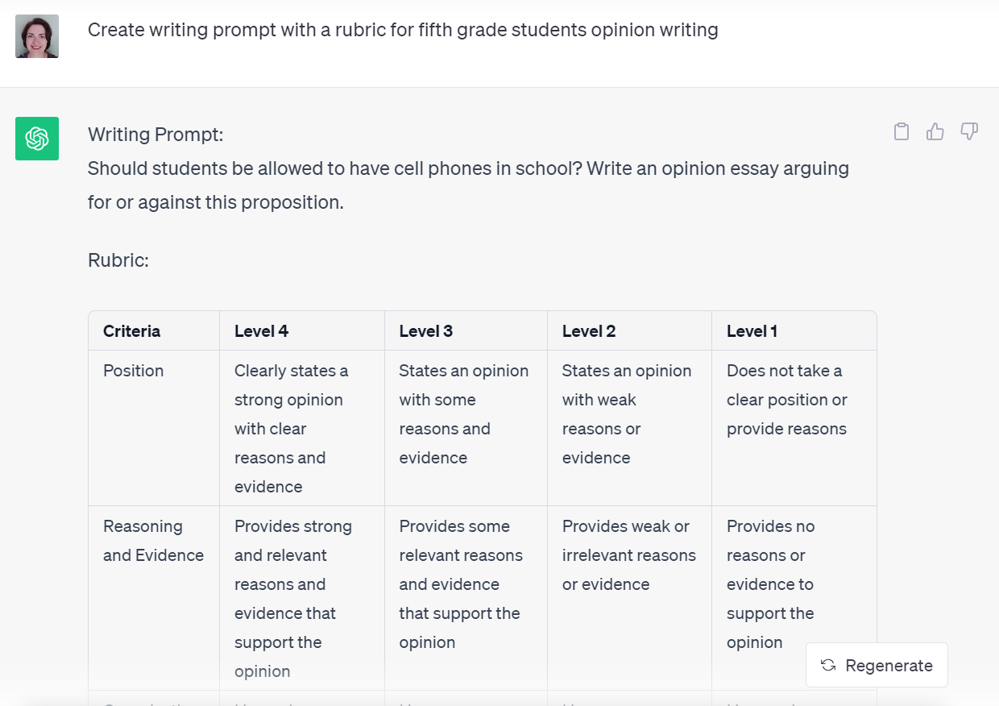 Create writing prompt with a rubric for fifth grade students opinion writing
Writing Prompt:
Should students be allowed to have cell phones in school? Write an opinion essay arguing
for or against this proposition.
Rubric:
Criteria
Level 4
Level 3
Level 2
Level 1
Position
Clearly states a
strong opinion
with clear
reasons and
evidence
States an opinion
with some
reasons and
evidence
States an opinion
with weak
reasons or
evidence
Does not take a
clear position or
provide reasons
Reasoning
and Evidence
Provides strong
and relevant
reasons and
evidence that
support the
opinion
Provides some
relevant reasons
and evidence
that support the
opinion
Provides weak or
irrelevant reasons
or evidence
Provides no
reasons or
evidence to
support the
opinion
Regenerate